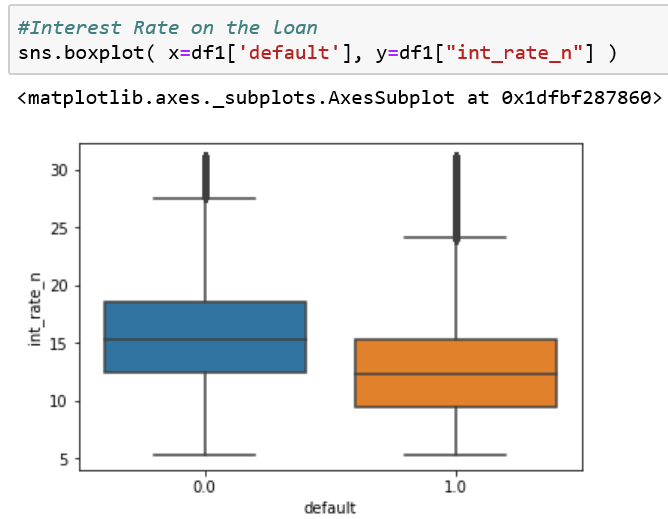 #Interest Rate on the loan
sns.boxplot( x=df1['default'], y=df1["int_rate_n"] )
<matplotlib.axes._subplots.AxesSubplot at 0x1dfbf287860>
30
25
20
15
10
5
int_rate_n
0.0
1.0
default